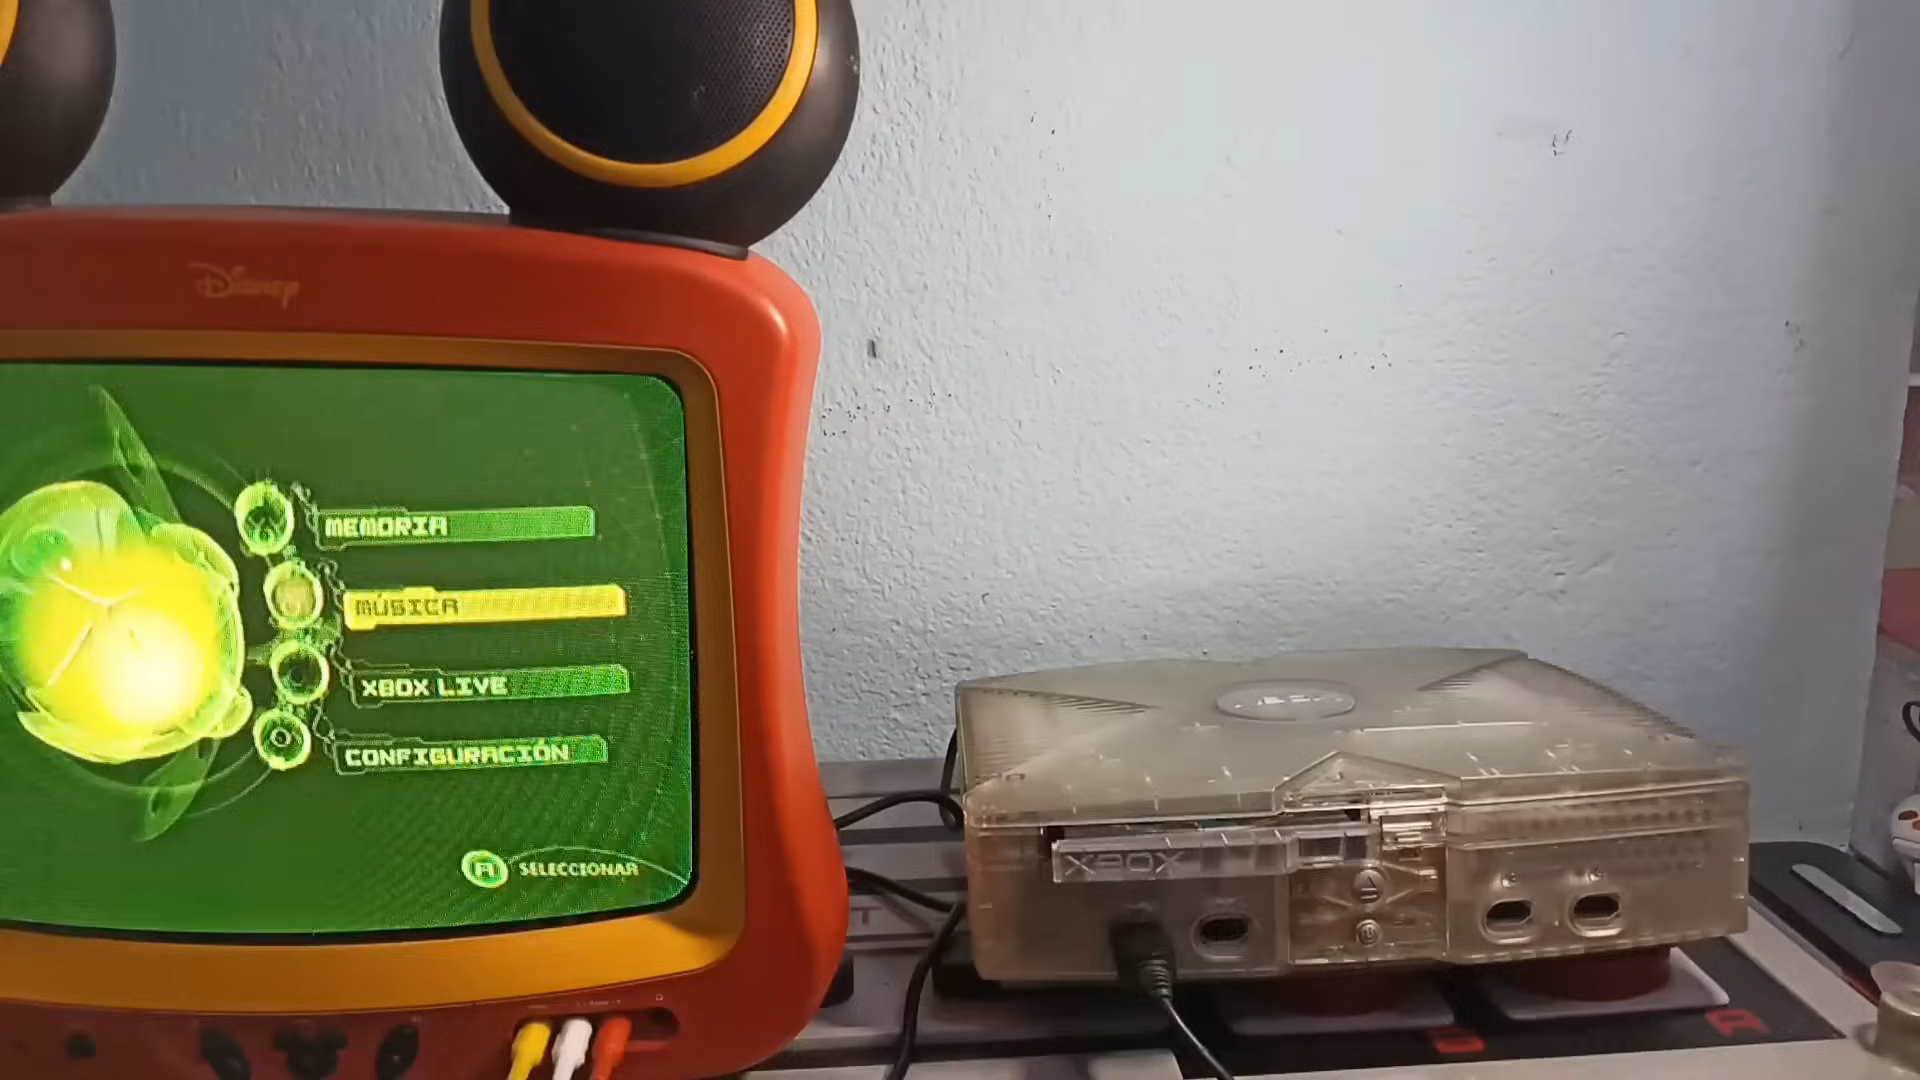 Disney
MEMORIA
MÚSICA
XBOX LIVE
CONFIGURACIÓN
A SELECCIONAR
XBOX